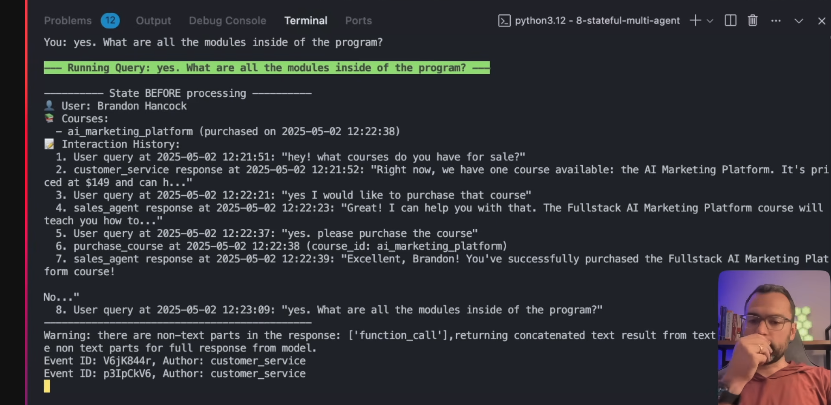 Problems 12 Output Debug Console Terminal Ports python3.12 - 8-stateful-multi-agent
You: yes. What are all the modules inside of the program?
--- Running Query: yes. What are all the modules inside of the program? ---
---------- State BEFORE processing ----------
User: Brandon Hancock
Courses:
- ai_marketing_platform (purchased on 2025-05-02 12:22:38)
Interaction History:
1. User query at 2025-05-02 12:21:51: "hey! what courses do you have for sale?"
2. customer_service response at 2025-05-02 12:21:52: "Right now, we have one course available: the AI Marketing Platform. It's pri
ced at $149 and can h..."
3. User query at 2025-05-02 12:22:21: "yes I would like to purchase that course"
4. sales_agent response at 2025-05-02 12:22:23: "Great! I can help you with that. The Fullstack AI Marketing Platform course will
teach you how to..."
5. User query at 2025-05-02 12:22:37: "yes. please purchase the course"
6. purchase_course at 2025-05-02 12:22:38 (course_id: ai_marketing_platform)
7. sales_agent response at 2025-05-02 12:22:39: "Excellent, Brandon! You've successfully purchased the Fullstack AI Marketing Plat
form course!
No..."
8. User query at 2025-05-02 12:23:09: "yes. What are all the modules inside of the program?"
---------------------------------------------
Warning: there are non-text parts in the response: ['function_call'],returning concatenated text result from text
e non text parts for full response from model.
Event ID: V6jK844r, Author: customer_service
Event ID: p3IpCkV6, Author: customer_service